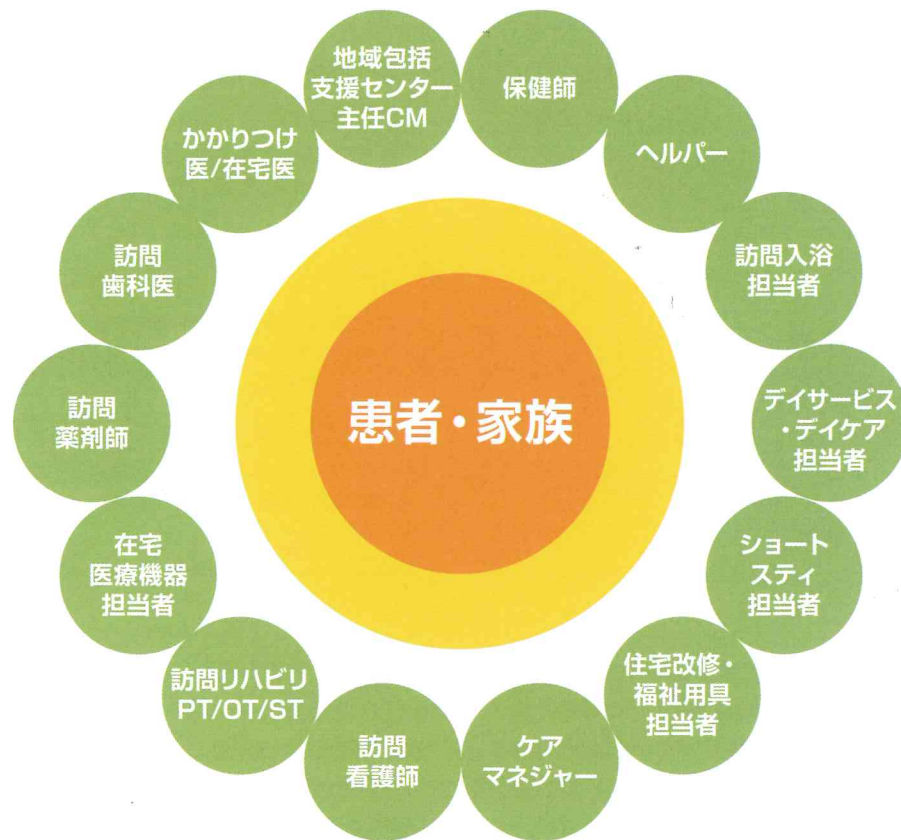 地域包括
支援センター
主任CM
保健師
ヘルパー
訪問入浴
担当者
デイサービス
・デイケア
担当者
ショート
スティ
担当者
住宅改修・
福祉用具
担当者
ケア
マネジャー
訪問
看護師
訪問リハビリ
PT/OT/ST
在宅
医療機器
担当者
訪問
薬剤師
訪問
歯科医
かかりつけ
医/在宅医
患者・家族